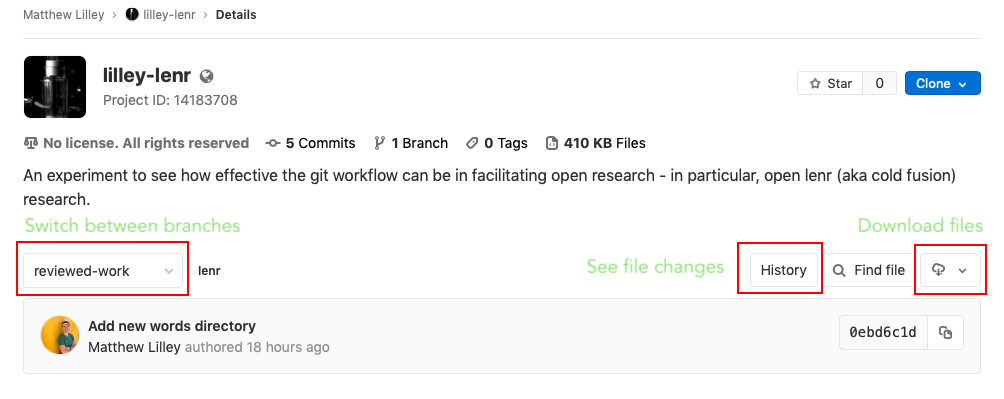 Matthew Lilley > lilley-lenr > Details
lilley-lenr
Project ID: 14183708
Star 0 Clone
No license. All rights reserved 5 Commits 1 Branch 0 Tags 410 KB Files
An experiment to see how effective the git workflow can be in facilitating open research - in particular, open lenr (aka cold fusion)
research.
Switch between branches Download files
reviewed-work lenr See file changes History Find file
Add new words directory
Matthew Lilley authored 18 hours ago
0ebd6c1d